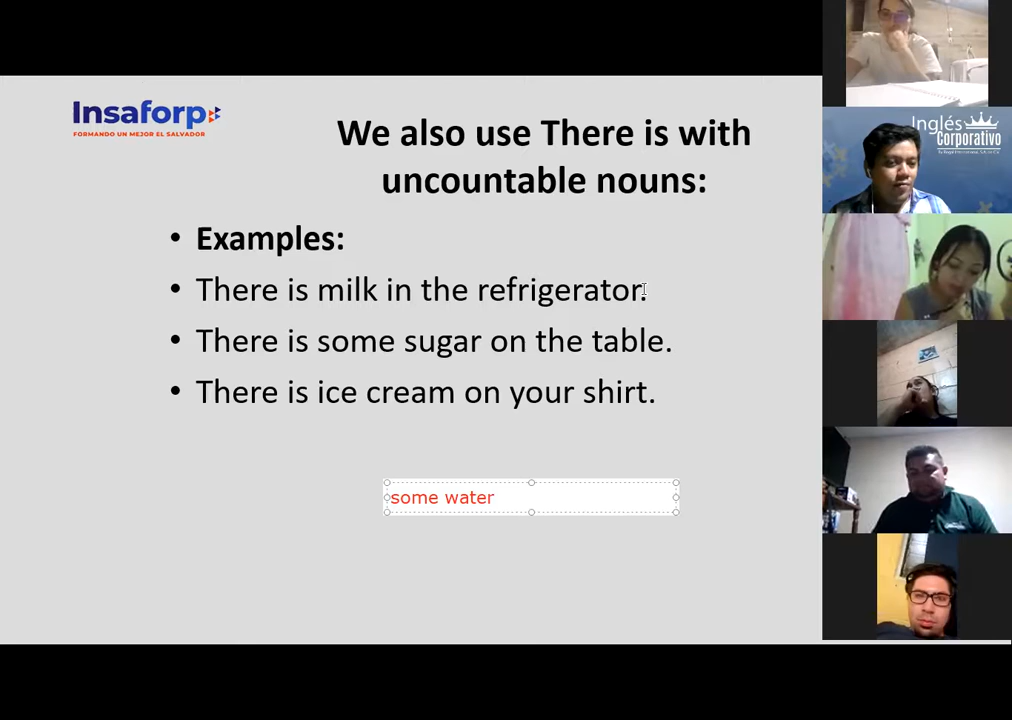 Insaforp
FORMANDO UN MEJOR EL SALVADOR
We also use There is with
uncountable nouns:
• Examples:
• There is milk in the refrigerator.
• There is some sugar on the table.
• There is ice cream on your shirt.
some water
Inglés
Corporativo